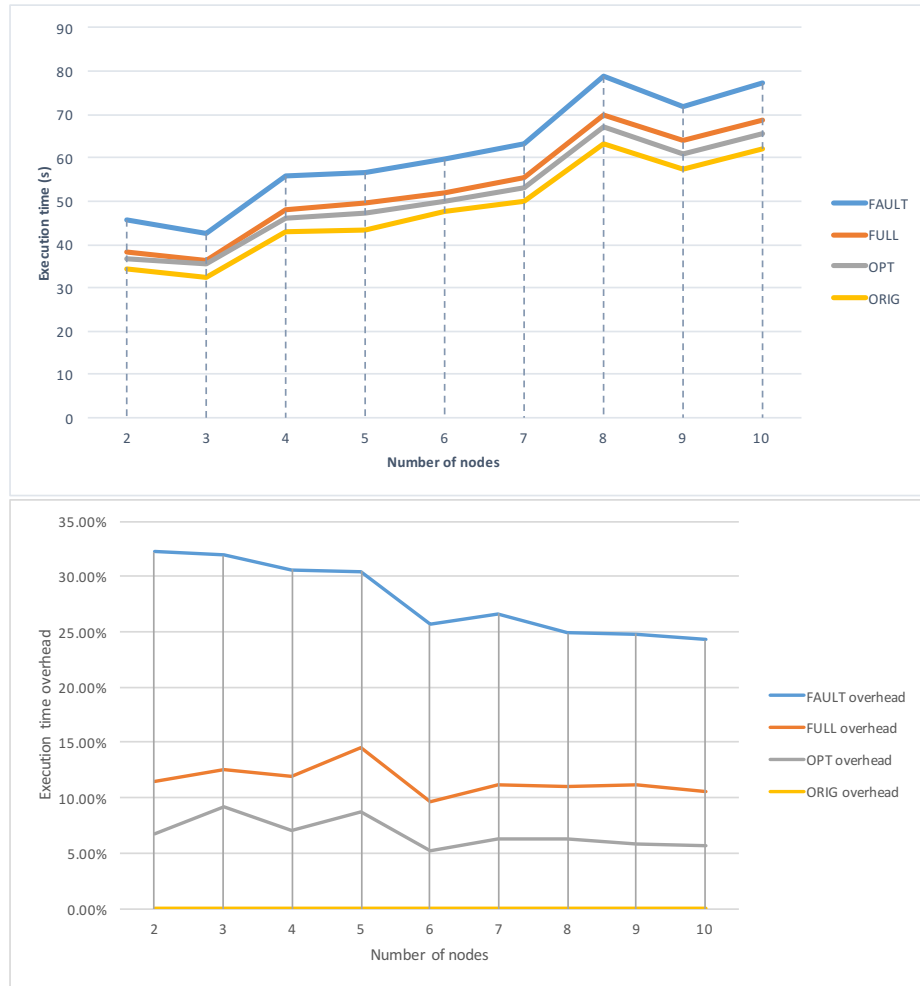 90
80
70
60
50
40
30
20
10
0
Execution time (s)
2 3 4 5 6 7 8 9 10
Number of nodes
FAULT
FULL
OPT
ORIG
35.00%
30.00%
25.00%
20.00%
15.00%
10.00%
5.00%
0.00%
Execution time overhead
2 3 4 5 6 7 8 9 10
Number of nodes
FAULT overhead
FULL overhead
OPT overhead
ORIG overhead